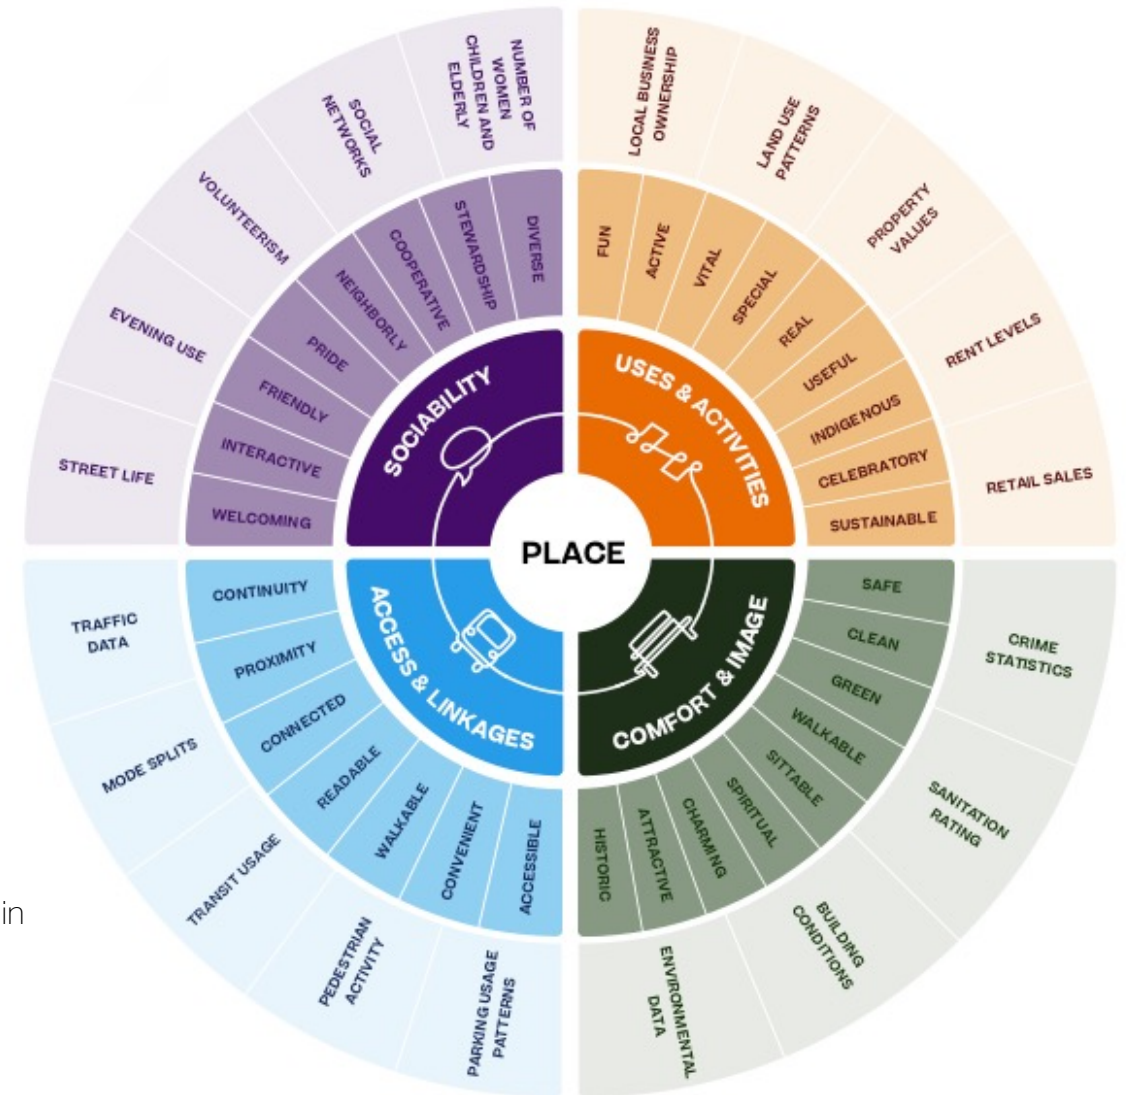 PLACE
SOCIABILITY
USES & ACTIVITIES
ACCESS & LINKAGES
COMFORT & IMAGE
WELCOMING
INTERACTIVE
FRIENDLY
PRIDE
NEIGHBORLY
COOPERATIVE
STEWARDSHIP
DIVERSE
FUN
ACTIVE
VITAL
SPECIAL
REAL
USEFUL
INDIGENOUS
CELEBRATORY
SUSTAINABLE
SAFE
CLEAN
GREEN
WALKABLE
SITTABLE
SPIRITUAL
CHARMING
ATTRACTIVE
HISTORIC
ACCESSIBLE
CONVENIENT
WALKABLE
READABLE
CONNECTED
PROXIMITY
CONTINUITY
STREET LIFE
EVENING USE
VOLUNTEERISM
SOCIAL
NETWORKS
NUMBER OF
WOMEN
CHILDREN AND
ELDERLY
LOCAL BUSINESS
OWNERSHIP
LAND USE
PATTERNS
PROPERTY
VALUES
RENT LEVELS
RETAIL SALES
CRIME
STATISTICS
SANITATION
RATING
BUILDING
CONDITIONS
ENVIRONMENTAL
DATA
PARKING USAGE
PATTERNS
PEDESTRIAN
ACTIVITY
TRANSIT USAGE
MODE SPLITS
TRAFFIC
DATA
in